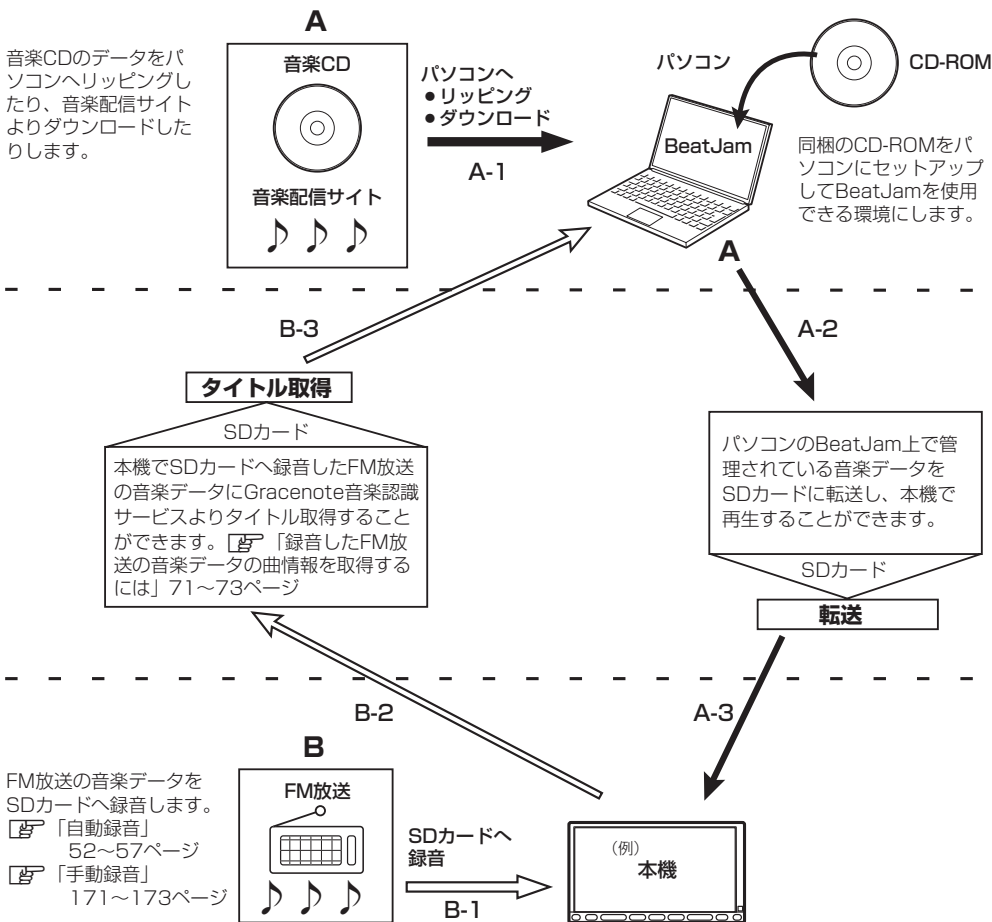 A
音楽CDのデータをパ
ソコンへリッピングし
たり、音楽配信サイト
よりダウンロードした
りします。
音楽CD
音楽配信サイト
パソコンへ
●リッピング
●ダウンロード
A-1
パソコン
CD-ROM
BeatJam
同梱のCD-ROMをパ
ソコンにセットアップ
してBeatJamを使用
できる環境にします。
A
B-3
A-2
タイトル取得
SDカード
本機でSDカードへ録音したFM放送
の音楽データにGracenote音楽認識
サービスよりタイトル取得すること
ができます。☞「録音したFM放
送の音楽データの曲情報を取得する
には」71～73ページ
パソコンのBeatJam上で管
理されている音楽データを
SDカードに転送し、本機で
再生することができます。
SDカード
転送
B-2
A-3
B
FM放送の音楽データを
SDカードへ録音します。
☞「自動録音」
52～57ページ
☞「手動録音」
171～173ページ
FM放送
SDカードへ
録音
B-1
（例）
本機